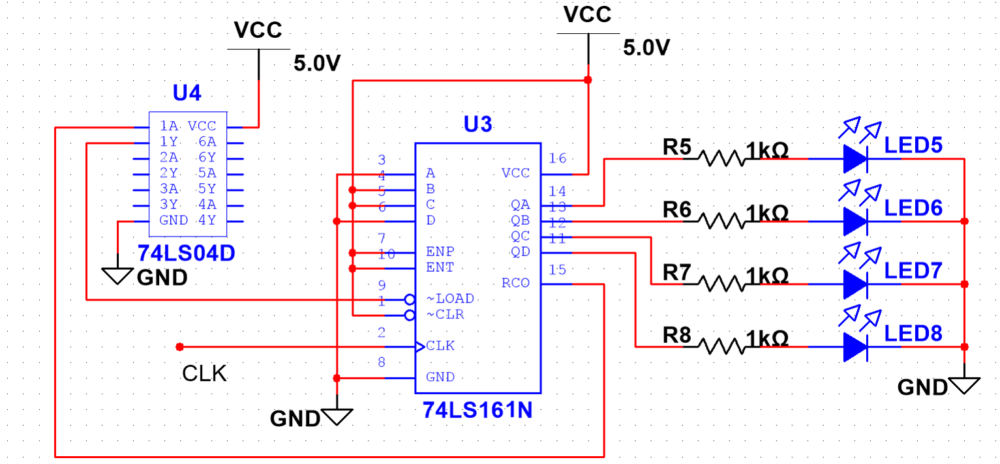 VCC
5.0V
VCC
5.0V
U4
1A VCC
1Y 6A
2A 6Y
2Y 5A
3A 5Y
3Y 4A
GND 4Y
74LS04D
GND
U3
3 A VCC 16
4 B
5 C QA 14
6 D QB 13
QC 12
7 ENP QD 11
10 ENT
RCO 15
9 ~LOAD
1 ~CLR
2 CLK
8 GND
74LS161N
CLK
GND
R5 1kΩ LED5
R6 1kΩ LED6
R7 1kΩ LED7
R8 1kΩ LED8
GND